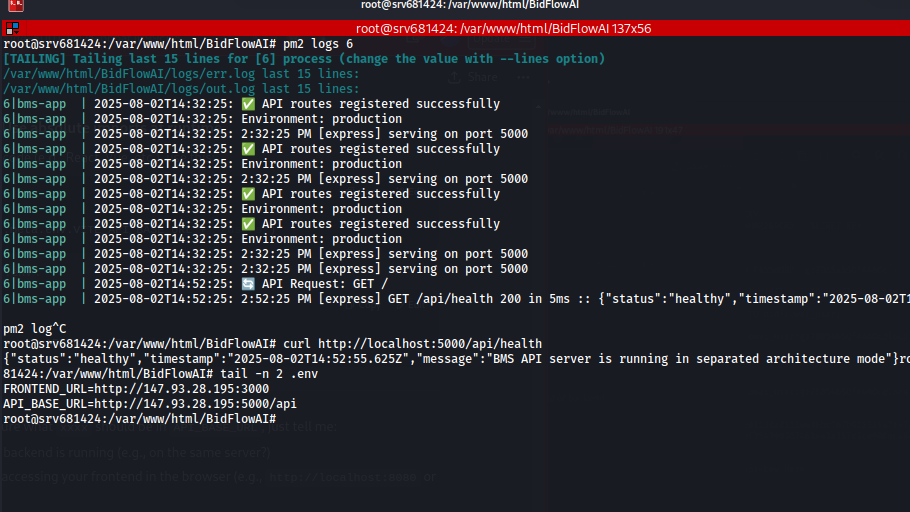 root@srv681424: /var/www/html/BidFlowAI
root@srv681424: /var/www/html/BidFlowAI 137x56
root@srv681424:/var/www/html/BidFlowAI# pm2 logs 6
[TAILING] Tailing last 15 lines for [6] process (change the value with --lines option)
/var/www/html/BidFlowAI/logs/err.log last 15 lines:
/var/www/html/BidFlowAI/logs/out.log last 15 lines:
6|bms-app  | 2025-08-02T14:32:25: ✅ API routes registered successfully
6|bms-app  | 2025-08-02T14:32:25: Environment: production
6|bms-app  | 2025-08-02T14:32:25: 2:32:25 PM [express] serving on port 5000
6|bms-app  | 2025-08-02T14:32:25: ✅ API routes registered successfully
6|bms-app  | 2025-08-02T14:32:25: Environment: production
6|bms-app  | 2025-08-02T14:32:25: 2:32:25 PM [express] serving on port 5000
6|bms-app  | 2025-08-02T14:32:25: ✅ API routes registered successfully
6|bms-app  | 2025-08-02T14:32:25: Environment: production
6|bms-app  | 2025-08-02T14:32:25: ✅ API routes registered successfully
6|bms-app  | 2025-08-02T14:32:25: Environment: production
6|bms-app  | 2025-08-02T14:32:25: 2:32:25 PM [express] serving on port 5000
6|bms-app  | 2025-08-02T14:32:25: 2:32:25 PM [express] serving on port 5000
6|bms-app  | 2025-08-02T14:52:25: 🔄 API Request: GET /
6|bms-app  | 2025-08-02T14:52:25: 2:52:25 PM [express] GET /api/health 200 in 5ms :: {"status":"healthy","timestamp":"2025-08-02T1
pm2 log^C
root@srv681424:/var/www/html/BidFlowAI# curl http://localhost:5000/api/health
{"status":"healthy","timestamp":"2025-08-02T14:52:55.625Z","message":"BMS API server is running in separated architecture mode"}ro
81424:/var/www/html/BidFlowAI# tail -n 2 .env
FRONTEND_URL=http://147.93.28.195:3000
API_BASE_URL=http://147.93.28.195:5000/api
root@srv681424:/var/www/html/BidFlowAI#
backend is running (e.g., on the same server?)
accessing your frontend in the browser (e.g., http://localhost:3000 or